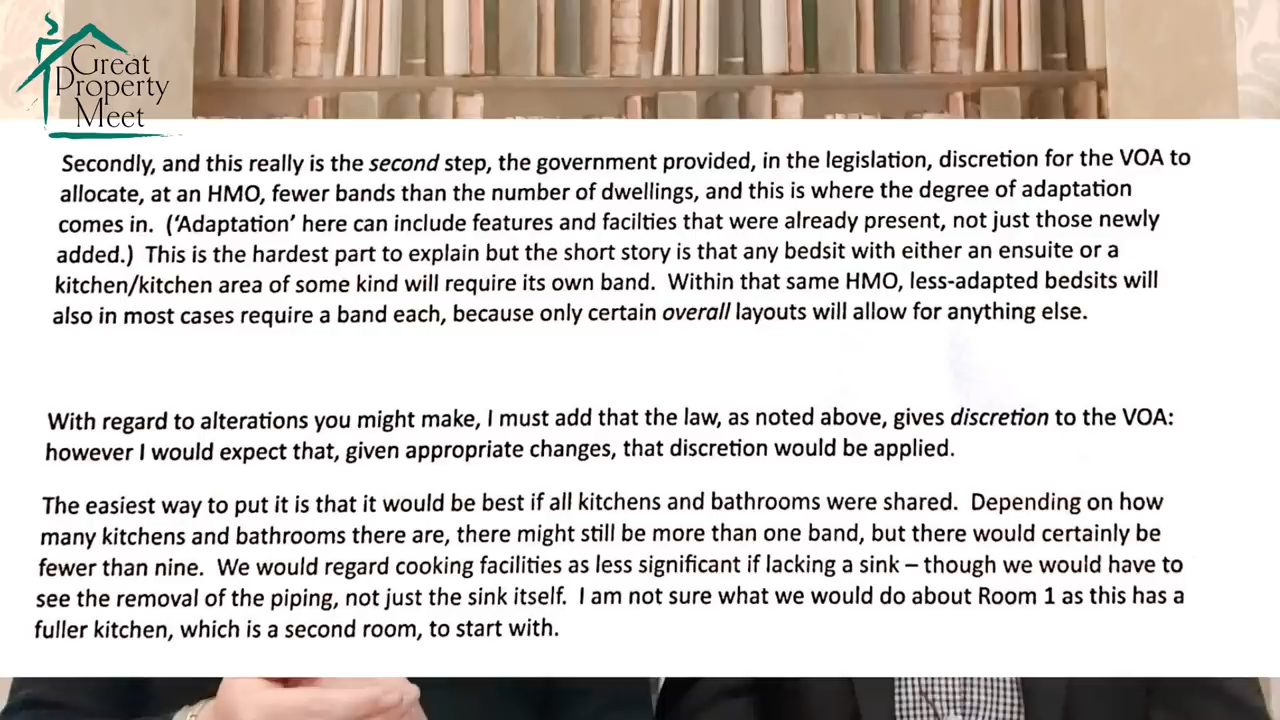 Great
Property
Meet
Secondly, and this really is the second step, the government provided, in the legislation, discretion for the VOA to
allocate, at an HMO, fewer bands than the number of dwellings, and this is where the degree of adaptation
comes in.  (‘Adaptation’ here can include features and facilties that were already present, not just those newly
added.)  This is the hardest part to explain but the short story is that any bedsit with either an ensuite or a
kitchen/kitchen area of some kind will require its own band.  Within that same HMO, less-adapted bedsits will
also in most cases require a band each, because only certain overall layouts will allow for anything else.
With regard to alterations you might make, I must add that the law, as noted above, gives discretion to the VOA:
however I would expect that, given appropriate changes, that discretion would be applied.
The easiest way to put it is that it would be best if all kitchens and bathrooms were shared.  Depending on how
many kitchens and bathrooms there are, there might still be more than one band, but there would certainly be
fewer than nine.  We would regard cooking facilities as less significant if lacking a sink – though we would have to
see the removal of the piping, not just the sink itself.  I am not sure what we would do about Room 1 as this has a
fuller kitchen, which is a second room, to start with.